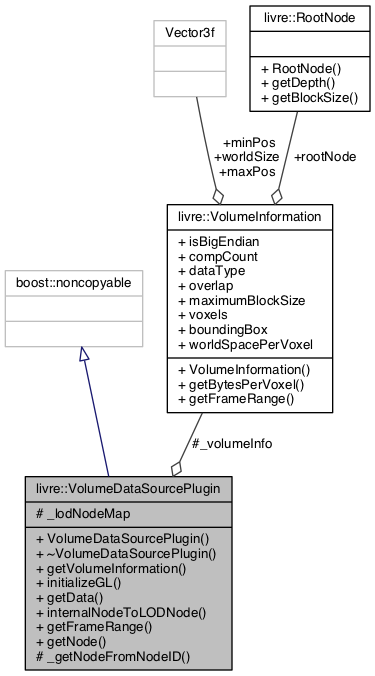 Vector3f
livre::RootNode
+ RootNode()
+ getDepth()
+ getBlockSize()
+minPos
+worldSize
+maxPos
+rootNode
livre::VolumeInformation
+ isBigEndian
+ compCount
+ dataType
+ overlap
+ maximumBlockSize
+ voxels
+ boundingBox
+ worldSpacePerVoxel
+ VolumeInformation()
+ getBytesPerVoxel()
+ getFrameRange()
boost::noncopyable
#_volumeInfo
livre::VolumeDataSourcePlugin
# _lodNodeMap
+ VolumeDataSourcePlugin()
+ ~VolumeDataSourcePlugin()
+ getVolumeInformation()
+ initializeGL()
+ getData()
+ internalNodeToLODNode()
+ getFrameRange()
+ getNode()
# _getNodeFromNodeID()